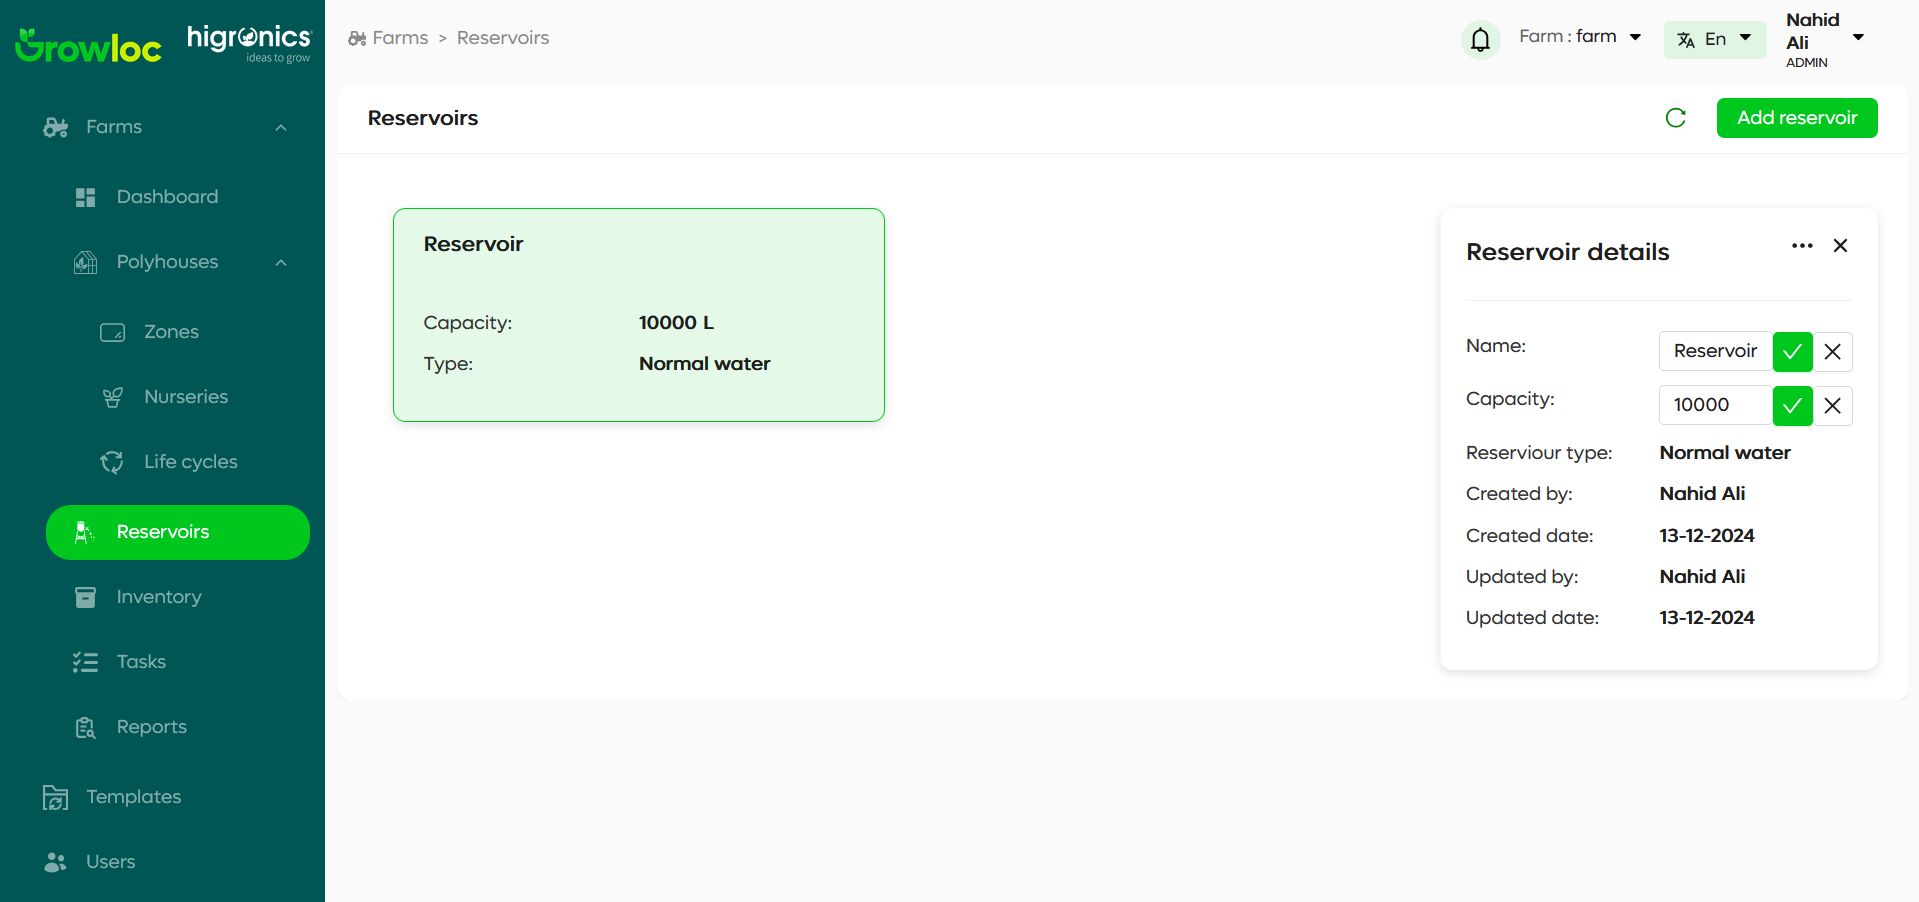 Growloc
higronics
ideas to grow
Farms > Reservoirs
Farm : farm
En
Nahid Ali
ADMIN
Farms
Dashboard
Polyhouses
Zones
Nurseries
Life cycles
Reservoirs
Inventory
Tasks
Reports
Templates
Users
Reservoirs
Add reservoir
Reservoir
Capacity: 10000 L
Type: Normal water
Reservoir details
Name: Reservoir
Capacity: 10000
Reserviour type: Normal water
Created by: Nahid Ali
Created date: 13-12-2024
Updated by: Nahid Ali
Updated date: 13-12-2024